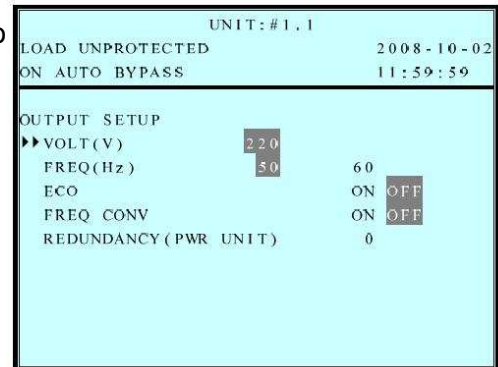 UNIT:#1,1
LOAD UNPROTECTED 2008-10-02
ON AUTO BYPASS 11:59:59
OUTPUT SETUP
VOLT(V) 220
FREQ(Hz) 50 60
ECO ON OFF
FREQ CONV ON OFF
REDUNDANCY(PWR UNIT) 0